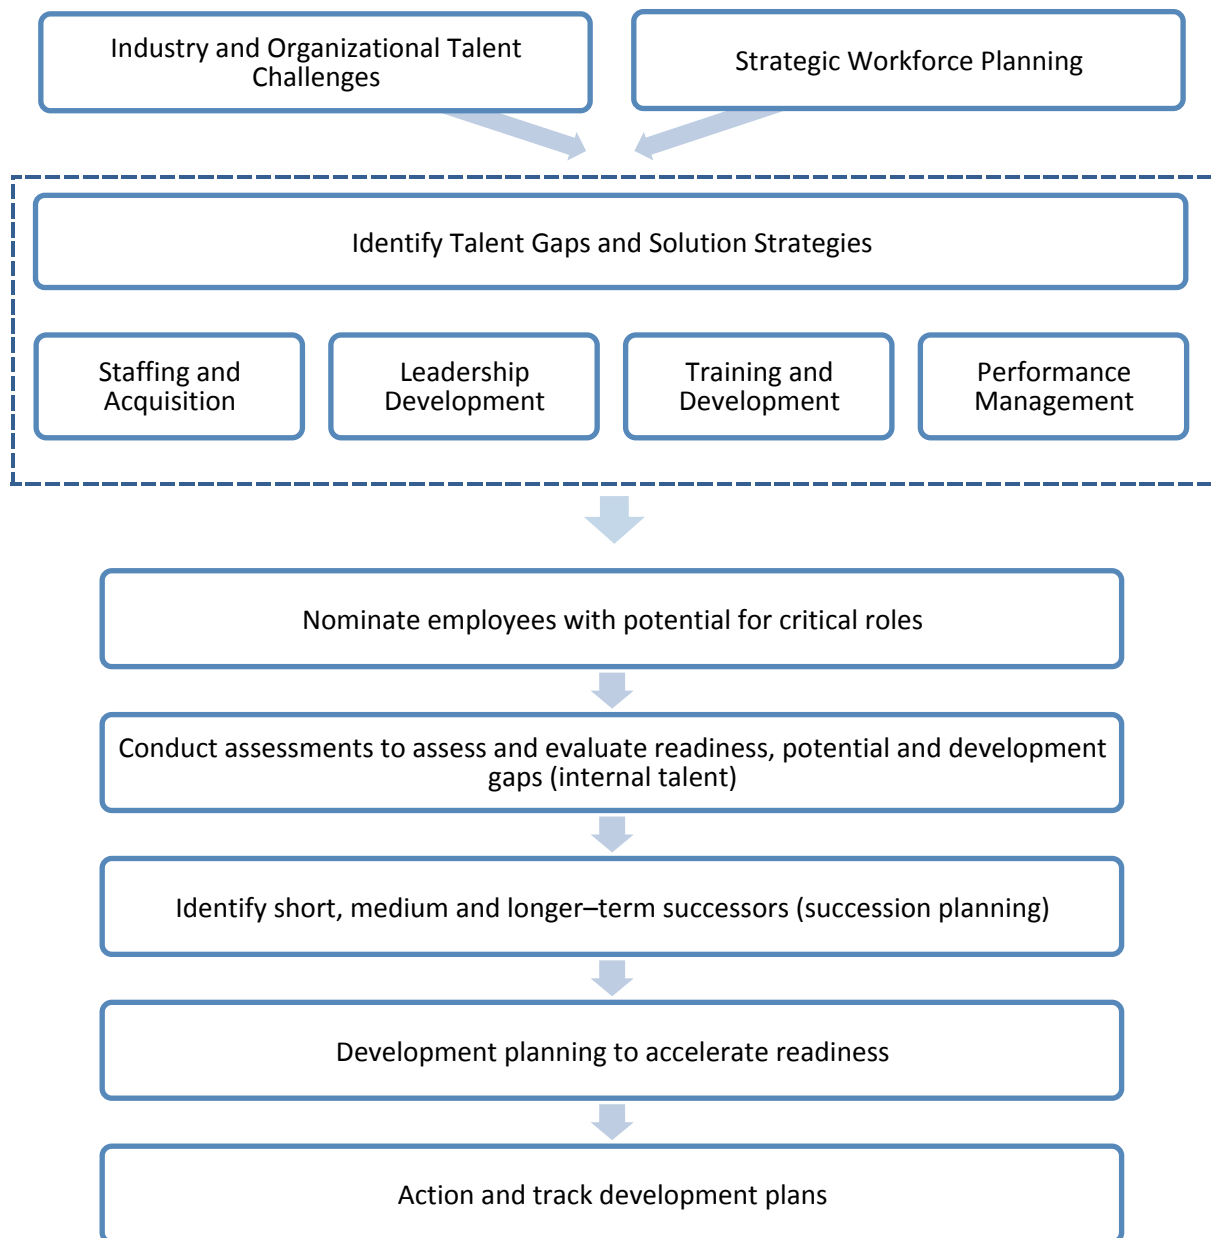 Industry and Organizational Talent
Challenges
Strategic Workforce Planning
Identify Talent Gaps and Solution Strategies
Staffing and
Acquisition
Leadership
Development
Training and
Development
Performance
Management
Nominate employees with potential for critical roles
Conduct assessments to assess and evaluate readiness, potential and development
gaps (internal talent)
Identify short, medium and longer–term successors (succession planning)
Development planning to accelerate readiness
Action and track development plans